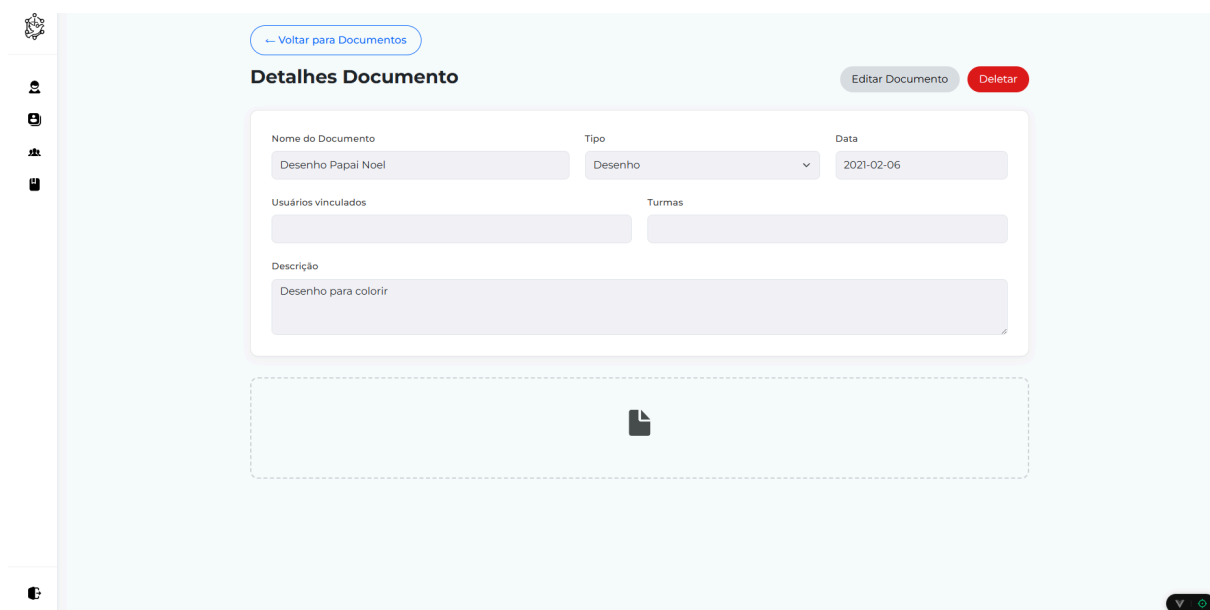 ← Voltar para Documentos
Detalhes Documento
Editar Documento
Deletar
Nome do Documento
Tipo
Data
Desenho Papai Noel
Desenho
2021-02-06
Usuários vinculados
Turmas
Descrição
Desenho para colorir